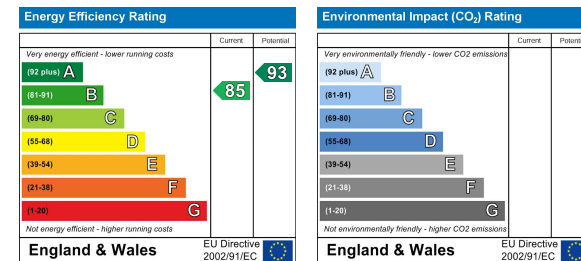 Energy Efficiency Rating
Current Potential
Very energy efficient - lower running costs
(92 plus) A
93
(81-91) B
85
(69-80) C
(55-68) D
(39-54) E
(21-38) F
(1-20) G
Not energy efficient - higher running costs
England & Wales
EU Directive
2002/91/EC
Environmental Impact (CO₂) Rating
Current Potential
Very environmentally friendly - lower CO2 emissions
(92 plus) A
(81-91) B
(69-80) C
(55-68) D
(39-54) E
(21-38) F
(1-20) G
Not environmentally friendly - higher CO2 emissions
England & Wales
EU Directive
2002/91/EC